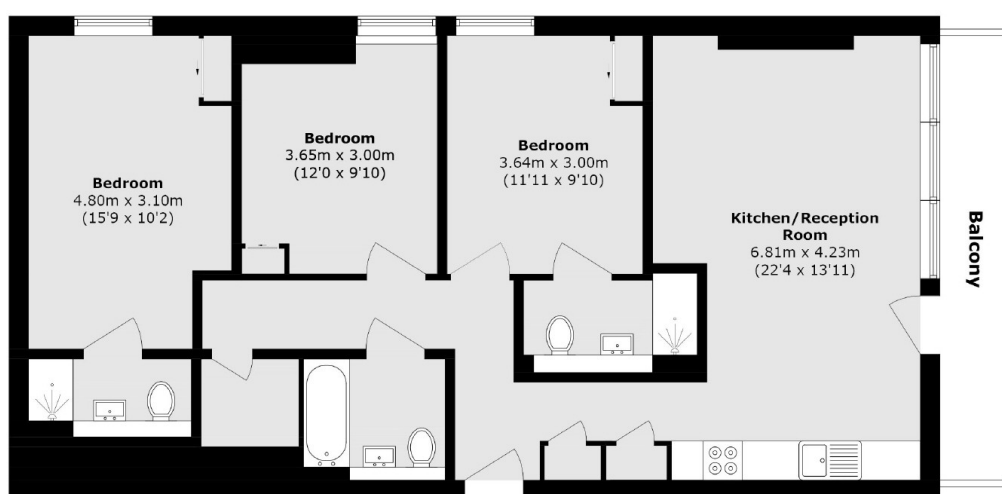 Bedroom
4.80m x 3.10m
(15'9 x 10'2)
Bedroom
3.65m x 3.00m
(12'0 x 9'10)
Bedroom
3.64m x 3.00m
(11'11 x 9'10)
Kitchen/Reception
Room
6.81m x 4.23m
(22'4 x 13'11)
Balcony